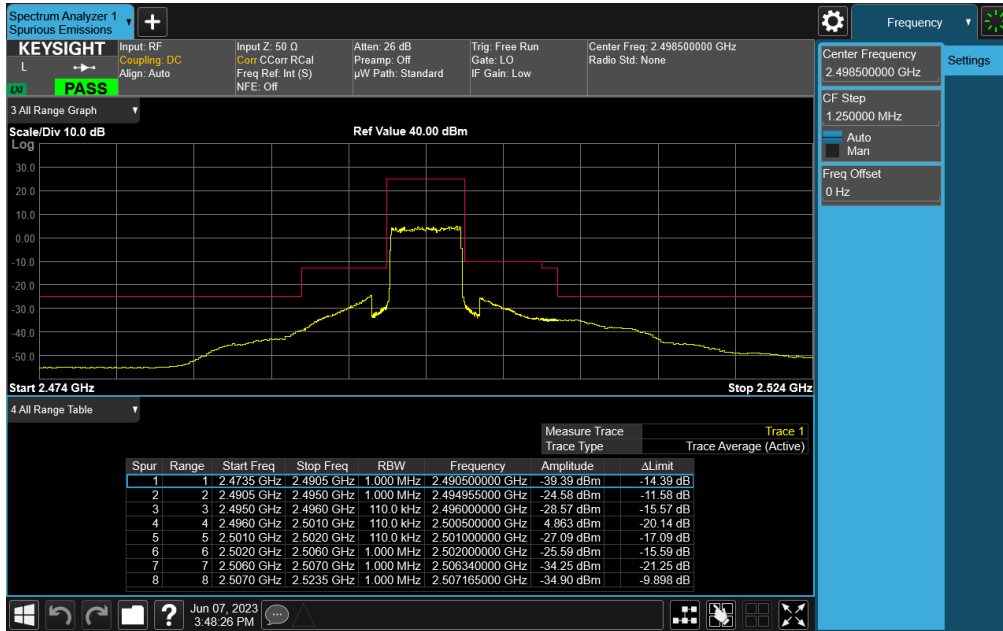 Spectrum Analyzer 1
Spurious Emissions
+
Frequency
KEYSIGHT
L
LXI
PASS
Input: RF
Coupling: DC
Align: Auto
Input Z: 50 Ω
Corr CCorr RCal
Freq Ref: Int (S)
NFE: Off
Atten: 26 dB
Preamp: Off
µW Path: Standard
Trig: Free Run
Gate: LO
IF Gain: Low
Center Freq: 2.498500000 GHz
Radio Std: None
Center Frequency
2.498500000 GHz
Settings
CF Step
1.250000 MHz
Auto
Man
Freq Offset
0 Hz
3 All Range Graph
Scale/Div 10.0 dB
Ref Value 40.00 dBm
Log
30.0
20.0
10.0
0.00
-10.0
-20.0
-30.0
-40.0
-50.0
Start 2.474 GHz
Stop 2.524 GHz
4 All Range Table
Measure Trace Trace 1
Trace Type Trace Average (Active)
Spur Range Start Freq Stop Freq RBW Frequency Amplitude ΔLimit
1 1 2.4735 GHz 2.4905 GHz 1.000 MHz 2.490500000 GHz -39.39 dBm -14.39 dB
2 2 2.4905 GHz 2.4950 GHz 1.000 MHz 2.494955000 GHz -24.58 dBm -11.58 dB
3 3 2.4950 GHz 2.4960 GHz 110.0 kHz 2.496000000 GHz -28.57 dBm -15.57 dB
4 4 2.4960 GHz 2.5010 GHz 110.0 kHz 2.500500000 GHz 4.863 dBm -20.14 dB
5 5 2.5010 GHz 2.5020 GHz 110.0 kHz 2.501000000 GHz -27.09 dBm -17.09 dB
6 6 2.5020 GHz 2.5060 GHz 1.000 MHz 2.502000000 GHz -25.59 dBm -15.59 dB
7 7 2.5060 GHz 2.5070 GHz 1.000 MHz 2.506340000 GHz -34.25 dBm -21.25 dB
8 8 2.5070 GHz 2.5235 GHz 1.000 MHz 2.507165000 GHz -34.90 dBm -9.898 dB
?
Jun 07, 2023
3:48:26 PM